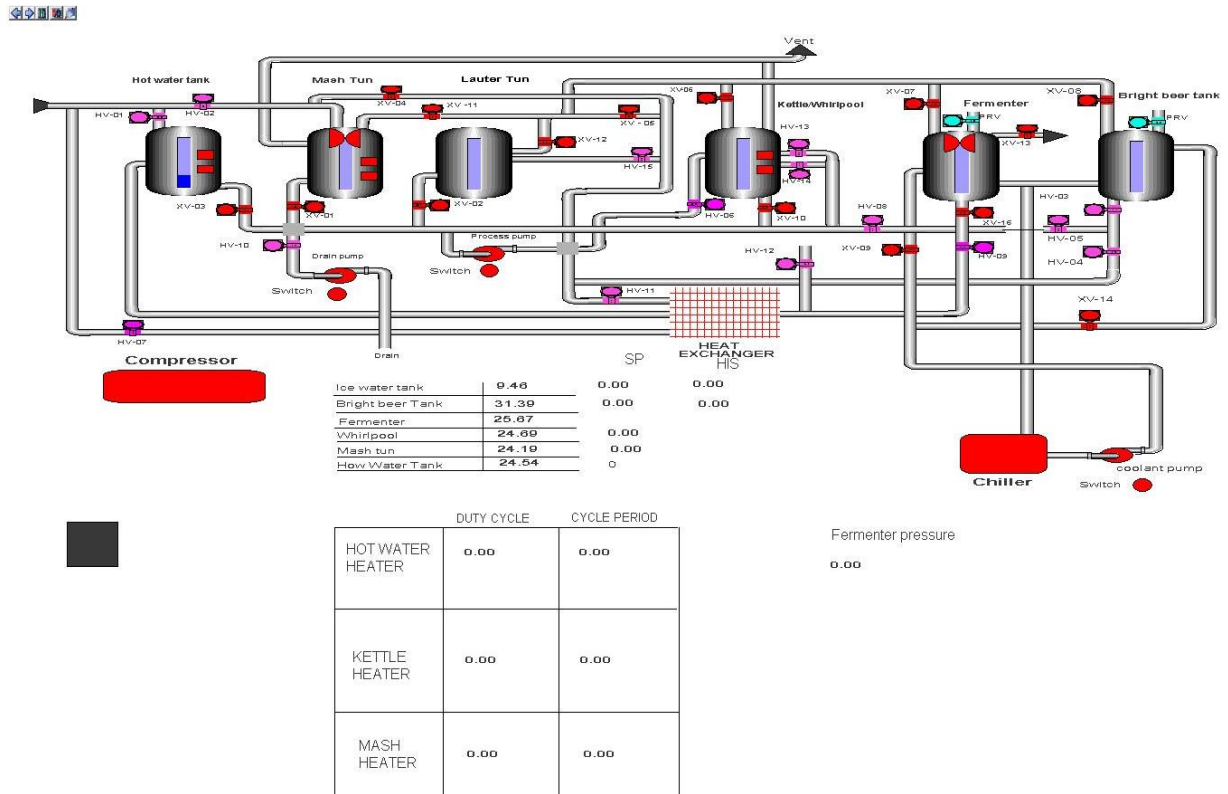 Vent
Hot water tank
Mash Tun
Lauter Tun
XV-04
XV-11
XV-05
XV-06
XV-07
XV-08
Kettle/Whirlpool
Fermenter
Bright beer tank
HV-01
HV-02
XV-12
HV-13
PRV
XV-13
PRV
HV-15
HV-14
XV-03
XV-01
XV-02
HV-06
XV-10
HV-08
HV-03
XV-16
HV-05
HV-10
Process pump
Drain pump
Switch
Switch
HV-12
XV-09
HV-09
HV-04
HV-11
XV-14
HV-07
Drain
HEAT
EXCHANGER
Compressor
SP HIS
Ice water tank 9.46 0.00 0.00
Bright beer Tank 31.39 0.00 0.00
Fermenter 25.67
Whirlpool 24.69 0.00
Mash tun 24.19 0.00
How Water Tank 24.54 0
Chiller
coolant pump
Switch
DUTY CYCLE CYCLE PERIOD
HOT WATER 0.00 0.00
HEATER
Fermenter pressure
0.00
KETTLE 0.00 0.00
HEATER
MASH 0.00 0.00
HEATER